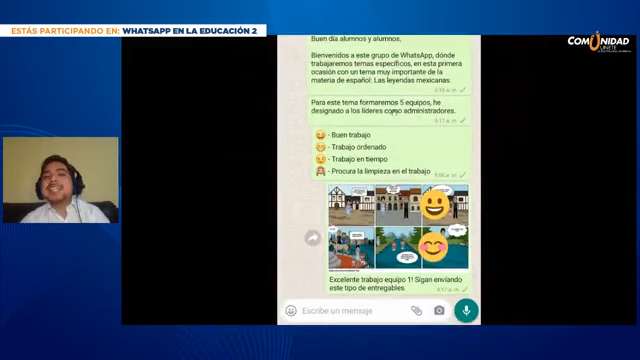 ESTÁS PARTICIPANDO EN: WHATSAPP EN LA EDUCACIÓN 2
COMUNIDAD
ÚNETE
Buen día alumnos y alumnos,
Bienvenidos a este grupo de WhatsApp, dónde
trabajaremos temas específicos, en esta primera
ocasión con un tema muy importante de la
materia de español: Las leyendas mexicanas.
Para este tema formaremos 5 equipos, he
designado a los líderes como administradores.
9:17 a. m.
- Buen trabajo
- Trabajo ordenado
- Trabajo en tiempo
- Procura la limpieza en el trabajo
Excelente trabajo equipo 1! Sigan enviando
este tipo de entregables
Escribe un mensaje